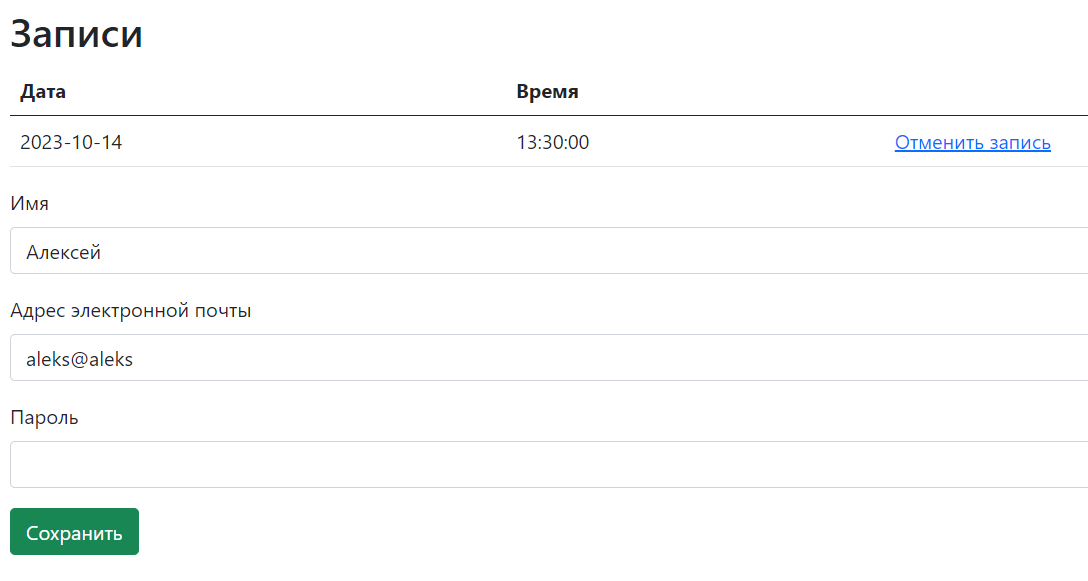 Записи
Дата Время
2023-10-14 13:30:00 Отменить запись
Имя
Алексей
Адрес электронной почты
aleks@aleks
Пароль
Сохранить